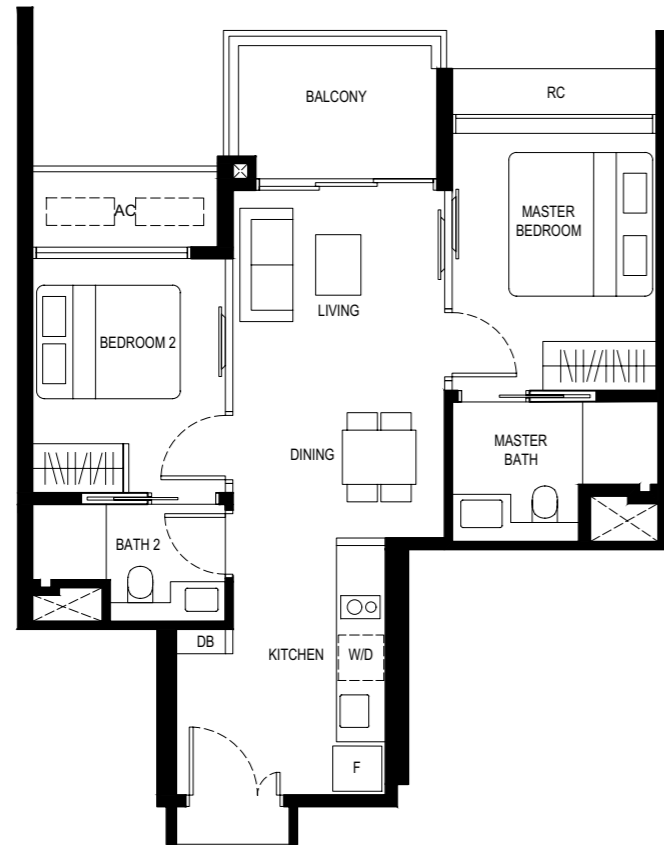 BALCONY
RC
AC
MASTER
BEDROOM
LIVING
BEDROOM 2
DINING
MASTER
BATH
BATH 2
DB
KITCHEN
W/D
F